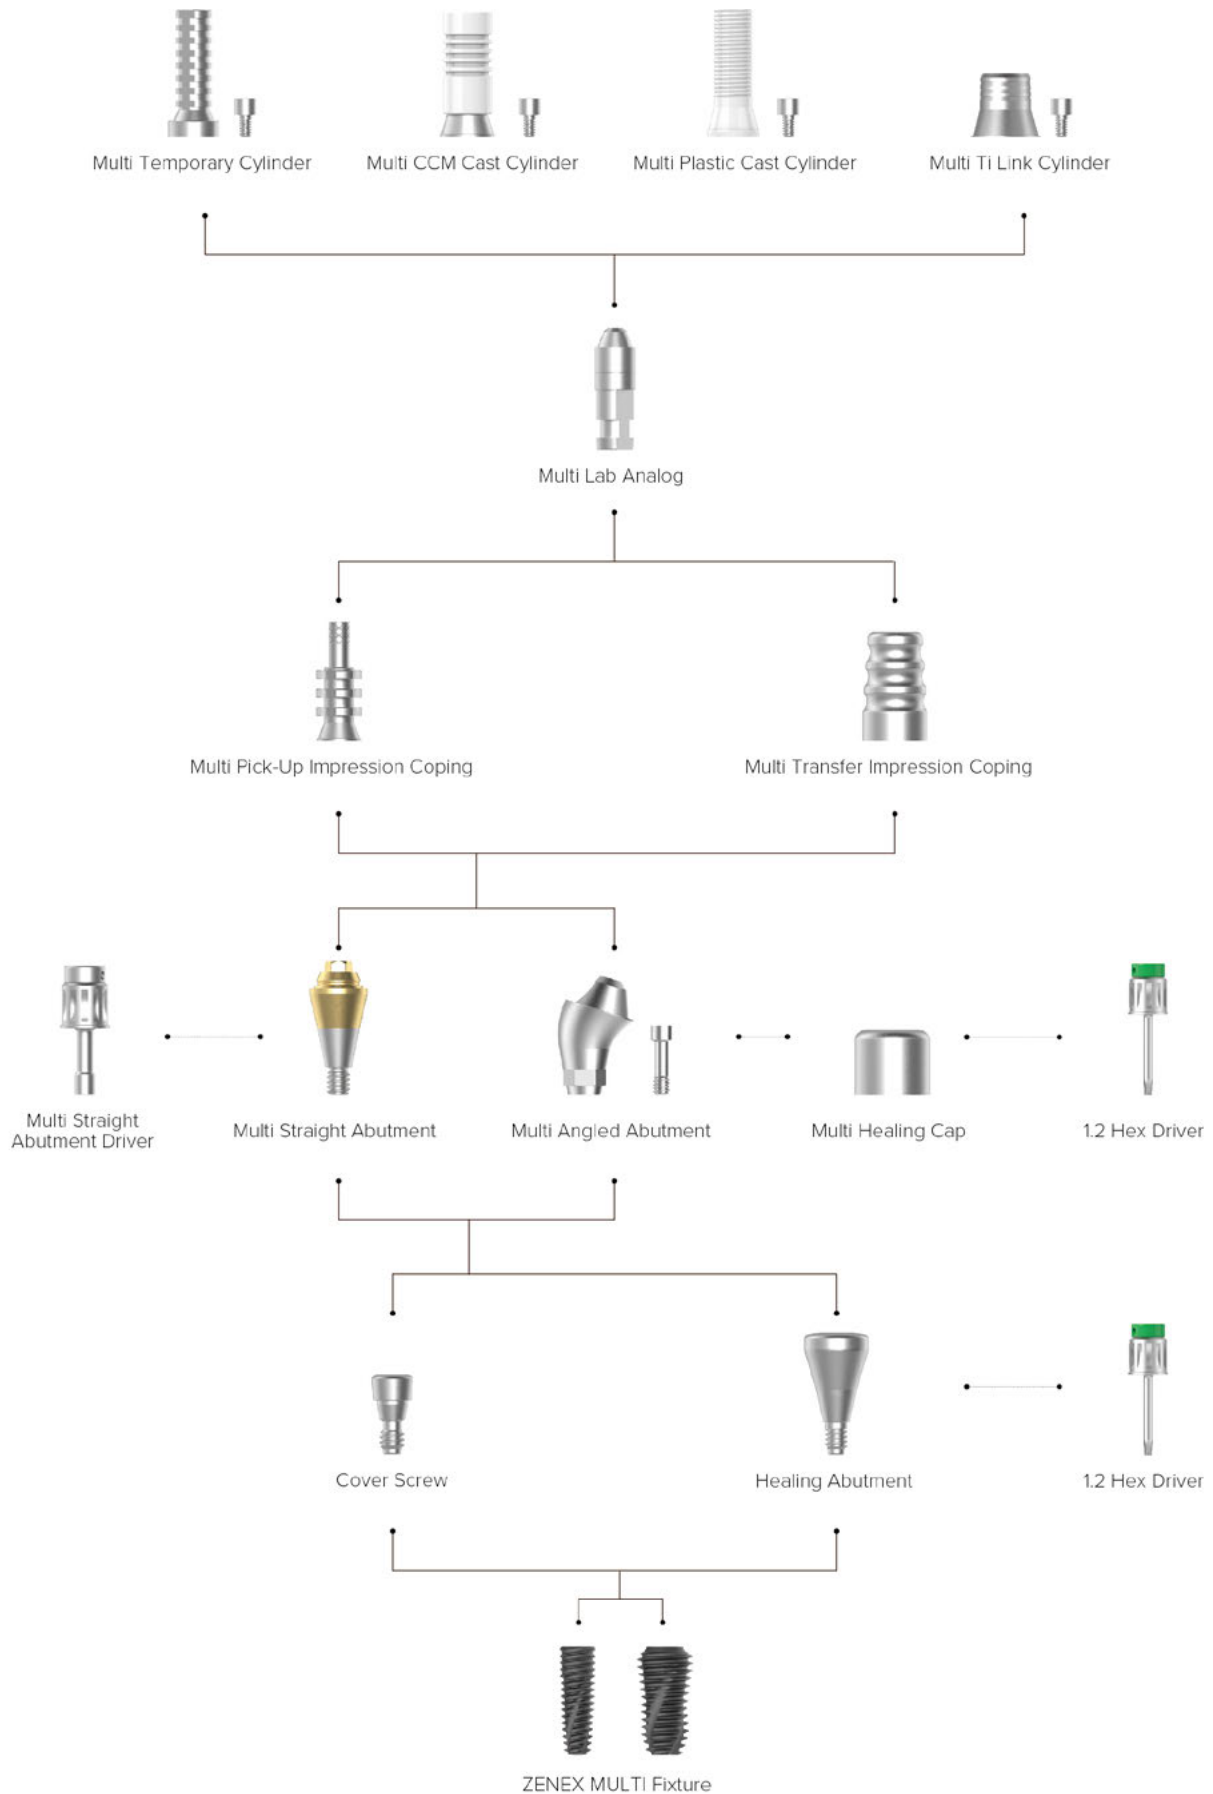 Multi Temporary Cylinder
Multi CCM Cast Cylinder
Multi Plastic Cast Cylinder
Multi Ti Link Cylinder
Multi Lab Analog
Multi Pick-Up Impression Coping
Multi Transfer Impression Coping
Multi Straight
Abutment Driver
Multi Straight Abutment
Multi Angled Abutment
Multi Healing Cap
1.2 Hex Driver
Cover Screw
Healing Abutment
1.2 Hex Driver
ZENEX MULTI Fixture